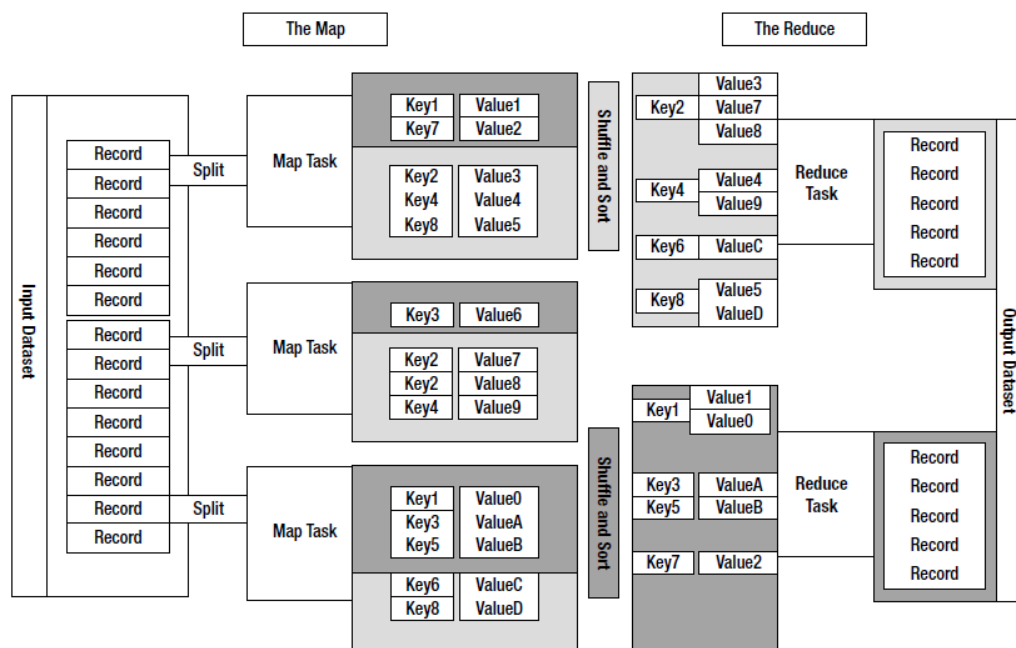 The Map
The Reduce
Input Dataset
Record
Record
Record
Record
Record
Record
Record
Record
Record
Record
Record
Record
Record
Record
Split
Split
Split
Map Task
Map Task
Map Task
Key1 Value1
Key7 Value2
Key2 Value3
Key4 Value4
Key8 Value5
Key3 Value6
Key2 Value7
Key2 Value8
Key4 Value9
Key1 Value0
Key3 ValueA
Key5 ValueB
Key6 ValueC
Key8 ValueD
Shuffle and Sort
Shuffle and Sort
Value3
Key2 Value7
Value8
Key4 Value4
Value9
Key6 ValueC
Key8 Value5
ValueD
Key1 Value1
Value0
Key3 ValueA
Key5 ValueB
Key7 Value2
Reduce
Task
Reduce
Task
Record
Record
Record
Record
Record
Record
Record
Record
Record
Record
Output Dataset